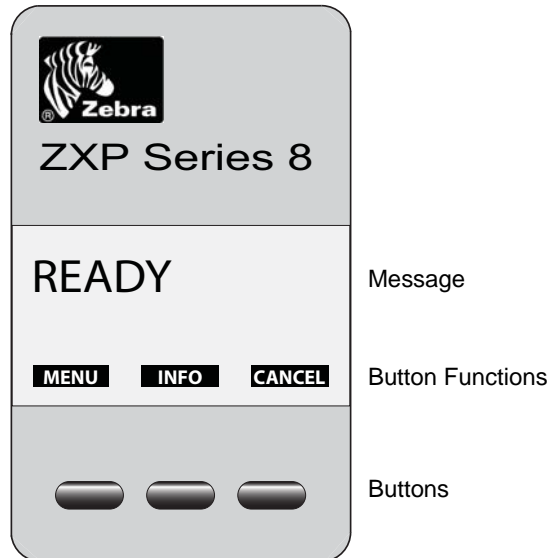 ® Zebra
ZXP Series 8
READY
Message
MENU INFO CANCEL
Button Functions
Buttons